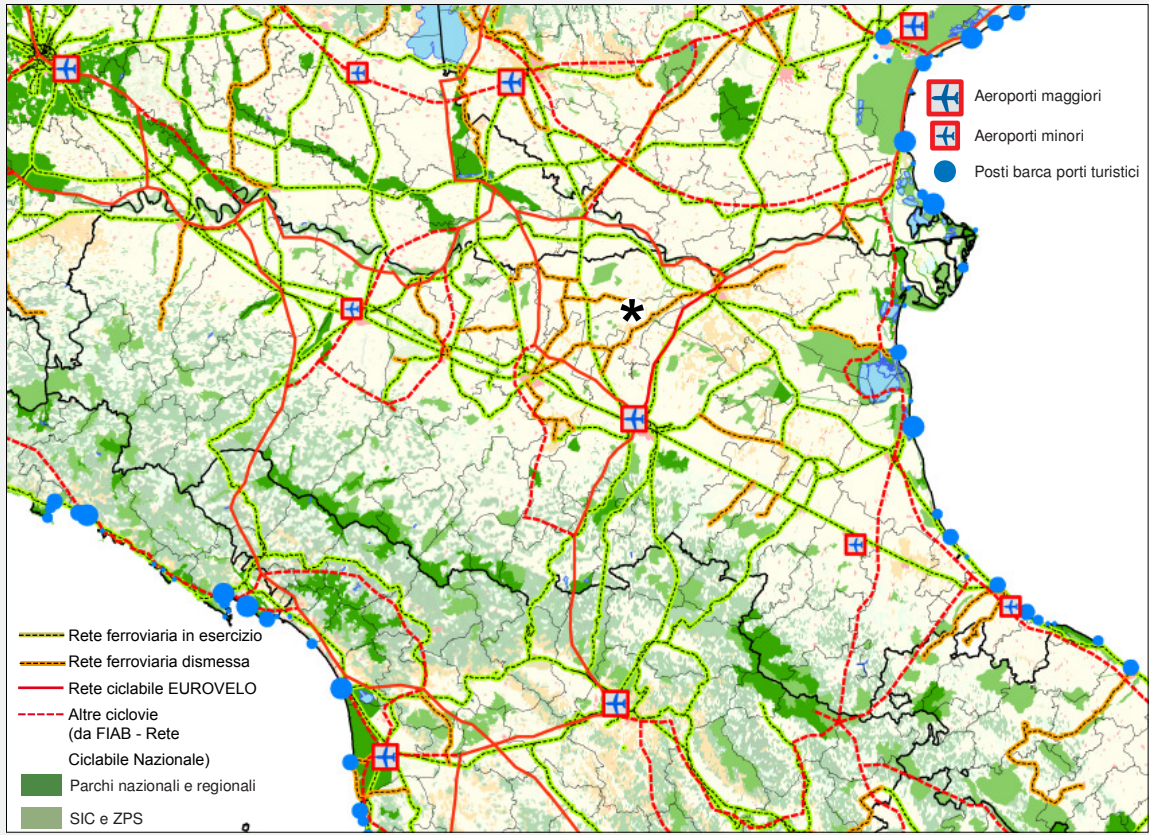 Aeroporti maggiori
Aeroporti minori
Posti barca porti turistici
*
Rete ferroviaria in esercizio
Rete ferroviaria dismessa
Rete ciclabile EUROVELO
Altre ciclovie
(da FIAB - Rete
Ciclabile Nazionale)
Parchi nazionali e regionali
SIC e ZPS